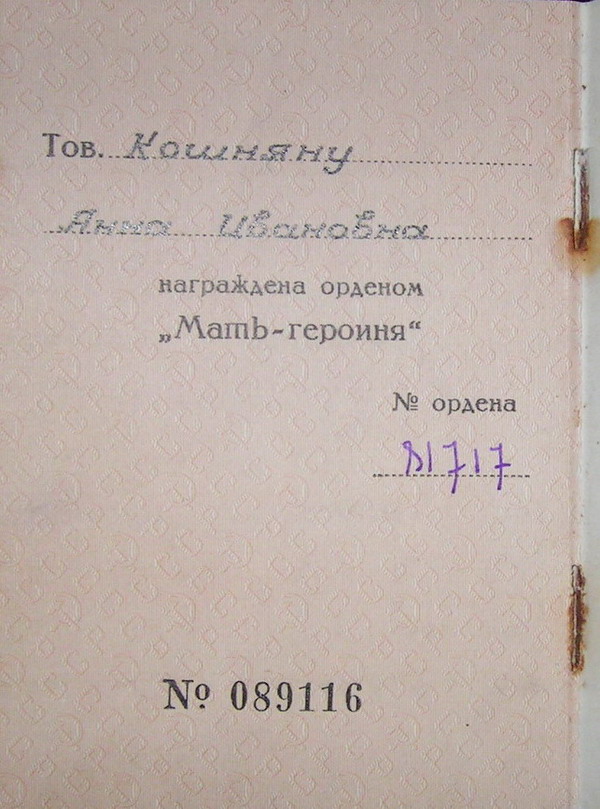 Тов. Кошняну
Анна Ивановна
награждена орденом
„Мать-героиня“
№ ордена
81717
№ 089116